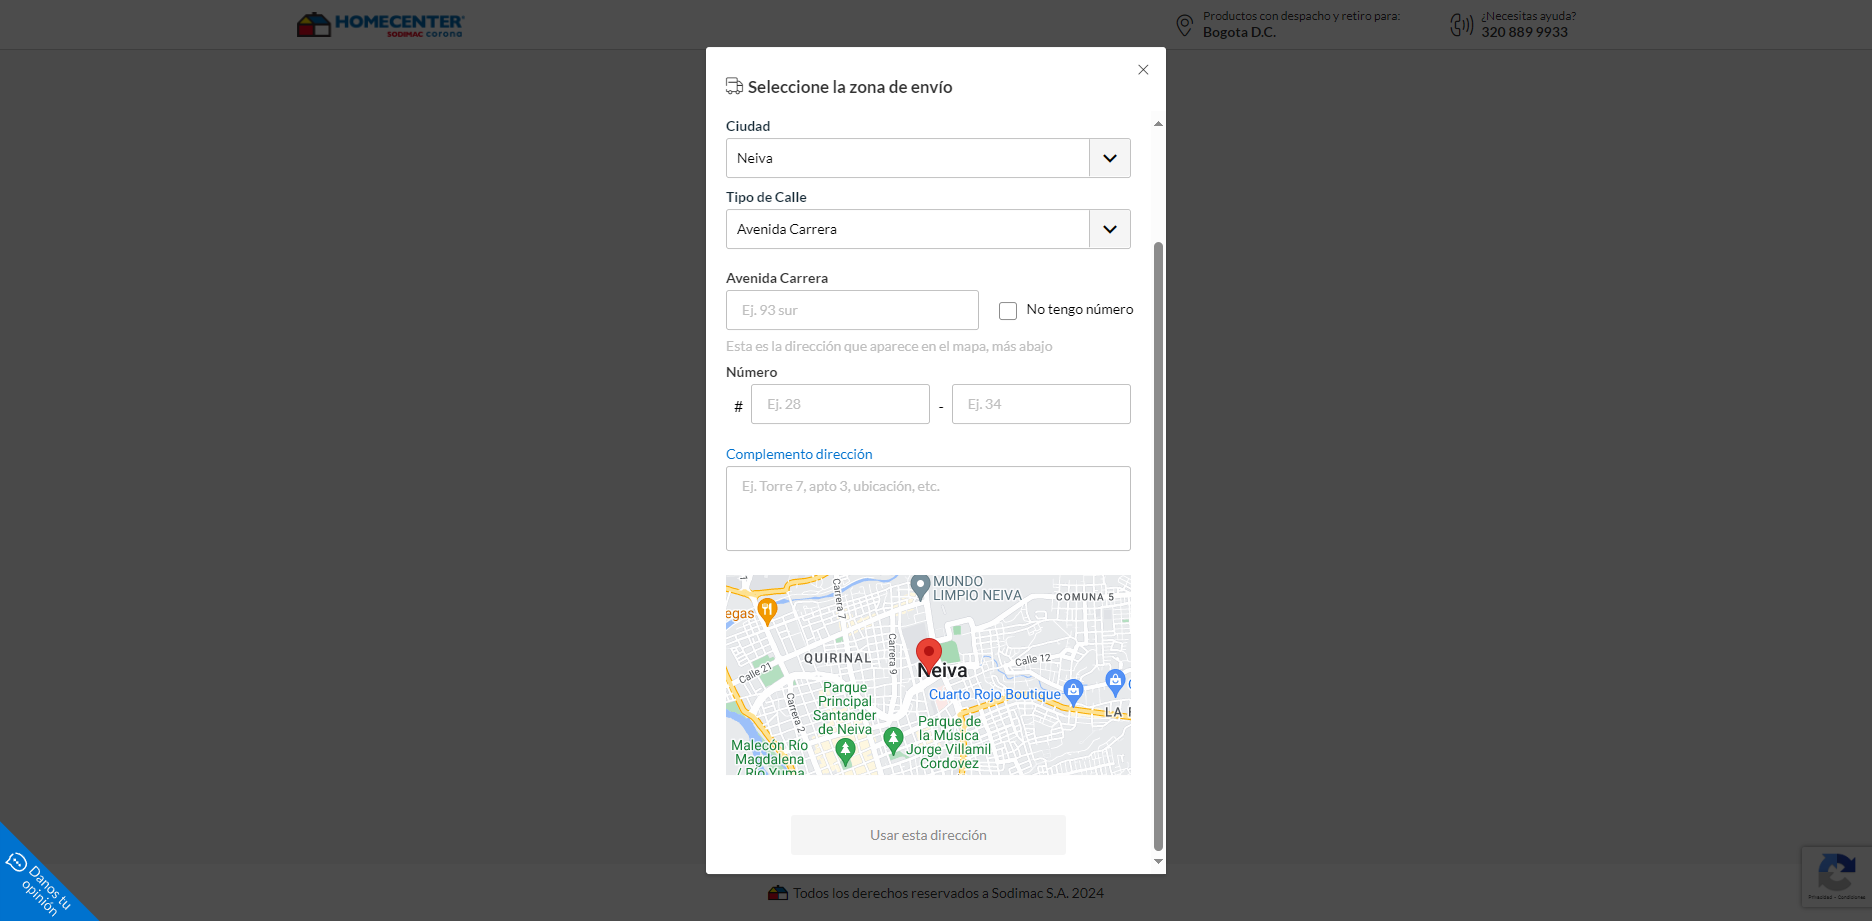 HOMECENTER
SODIMAC corona
Productos con despacho y retiro para:
Bogota D.C.
¿Necesitas ayuda?
320 889 9933
Seleccione la zona de envío
Ciudad
Neiva
Tipo de Calle
Avenida Carrera
Avenida Carrera
Ej. 93 sur
No tengo número
Esta es la dirección que aparece en el mapa, más abajo
Número
# Ej. 28 - Ej. 34
Complemento dirección
Ej. Torre 7, apto 3, ubicación, etc.
MUNDO
LIMPIO NEIVA
COMUNA 5
egas
Carrera 7
Carrera 9
QUIRINAL
Calle 12
Calle 21
Neiva
Cuarto Rojo Boutique
Carrera 2
LA
Parque
Principal
Santander
de Neiva
Parque de
la Música
Jorge Villamil
Cordovez
Malecón Río
Magdalena
/ Río Yuma
Usar esta dirección
Danos tu
opinión
Todos los derechos reservados a Sodimac S.A. 2024
Privacidad - Condiciones